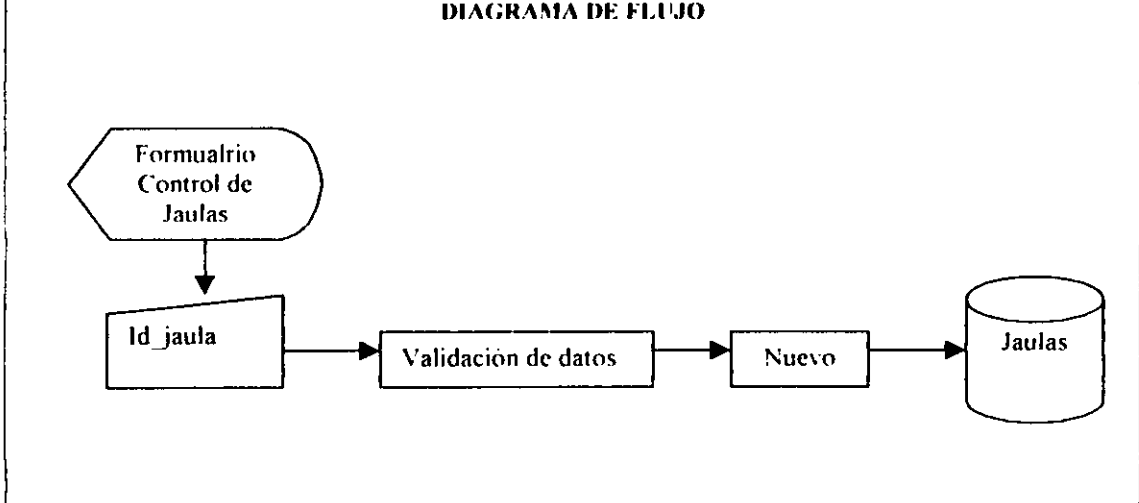 DIAGRAMA DE FLUJO
Formualrio
Control de
Jaulas
Id_jaula
Validación de datos
Nuevo
Jaulas